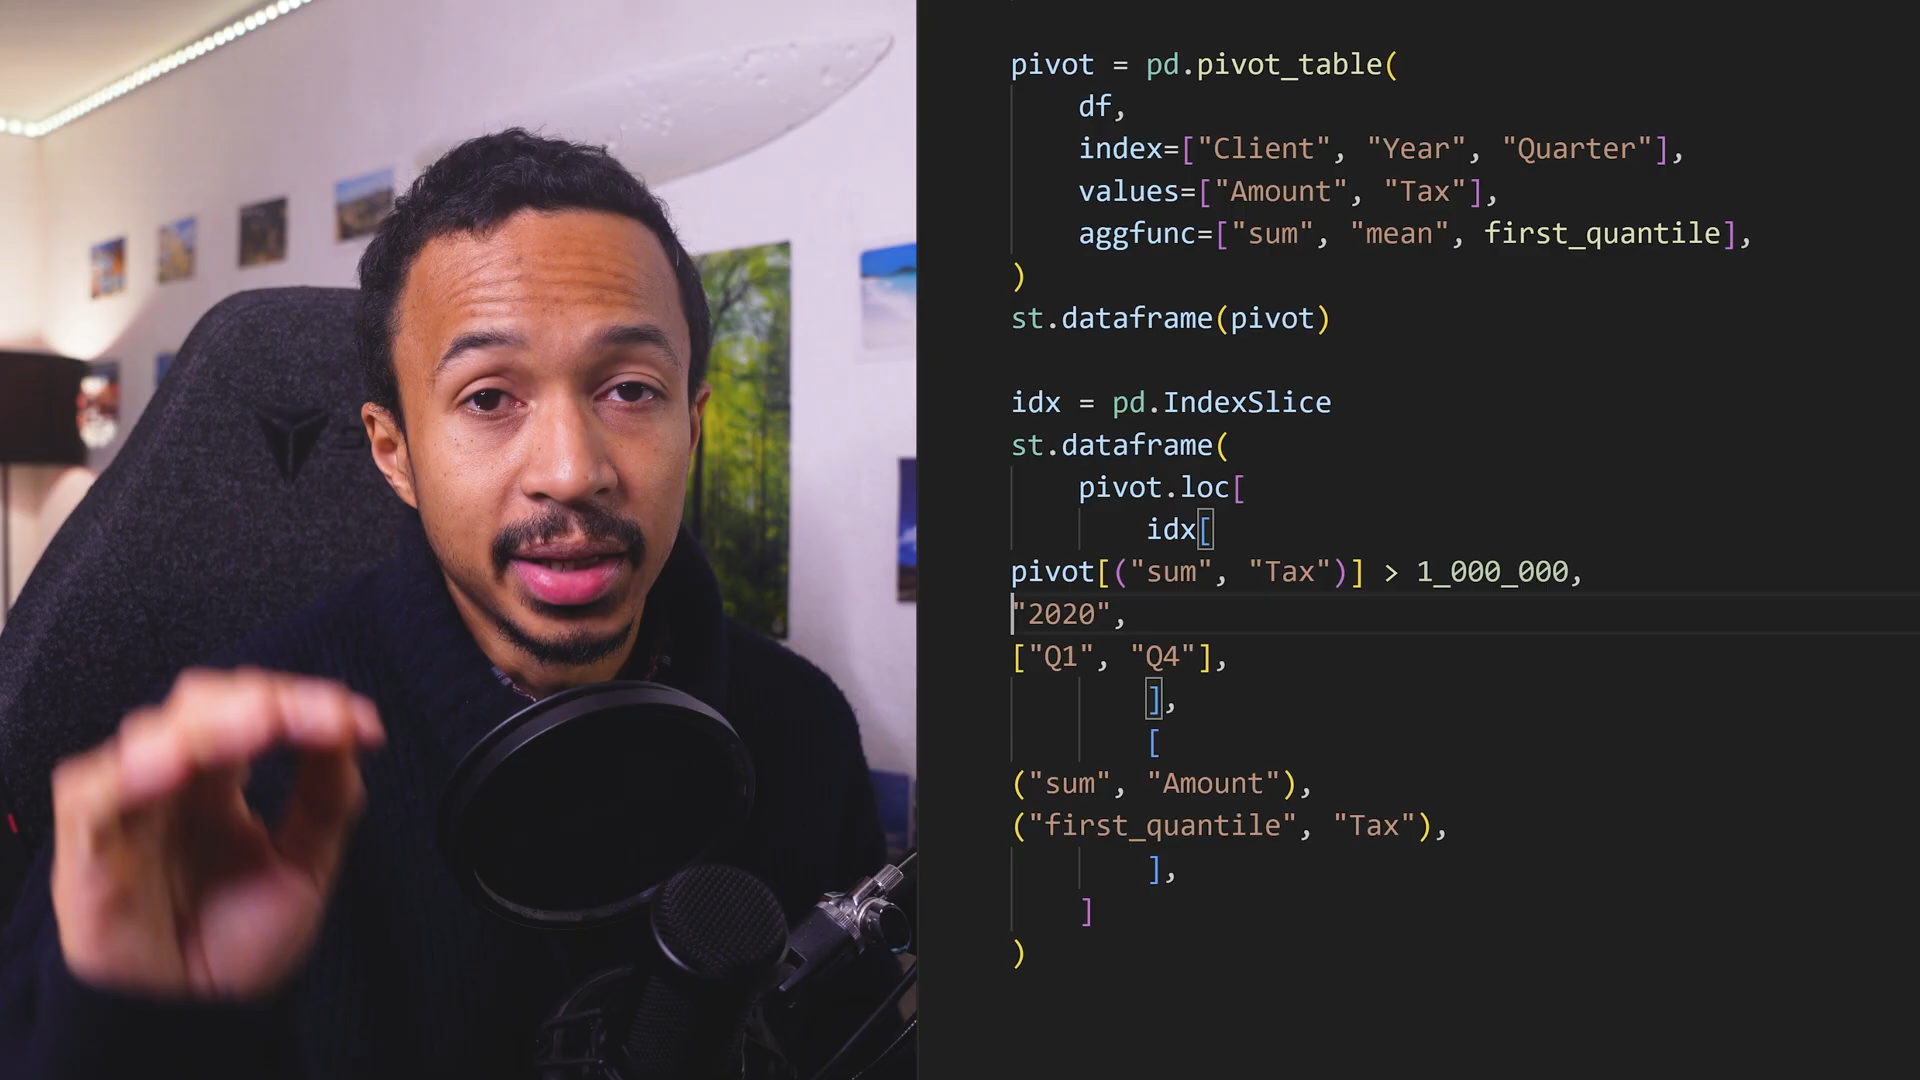 pivot = pd.pivot_table(
df,
index=["Client", "Year", "Quarter"],
values=["Amount", "Tax"],
aggfunc=["sum", "mean", first_quantile],
)
st.dataframe(pivot)
idx = pd.IndexSlice
st.dataframe(
pivot.loc[
idx[
pivot[("sum", "Tax")] > 1_000_000,
"2020",
["Q1", "Q4"],
],
[
("sum", "Amount"),
("first_quantile", "Tax"),
],
]
)